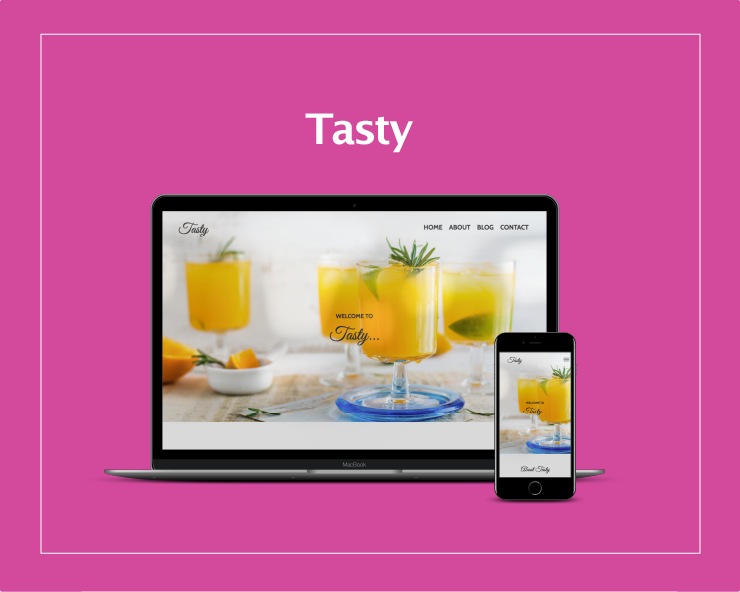 Tasty
Tasty
HOME ABOUT BLOG CONTACT
WELCOME TO
Tasty...
MacBook
Tasty
WELCOME TO
Tasty...
About Tasty